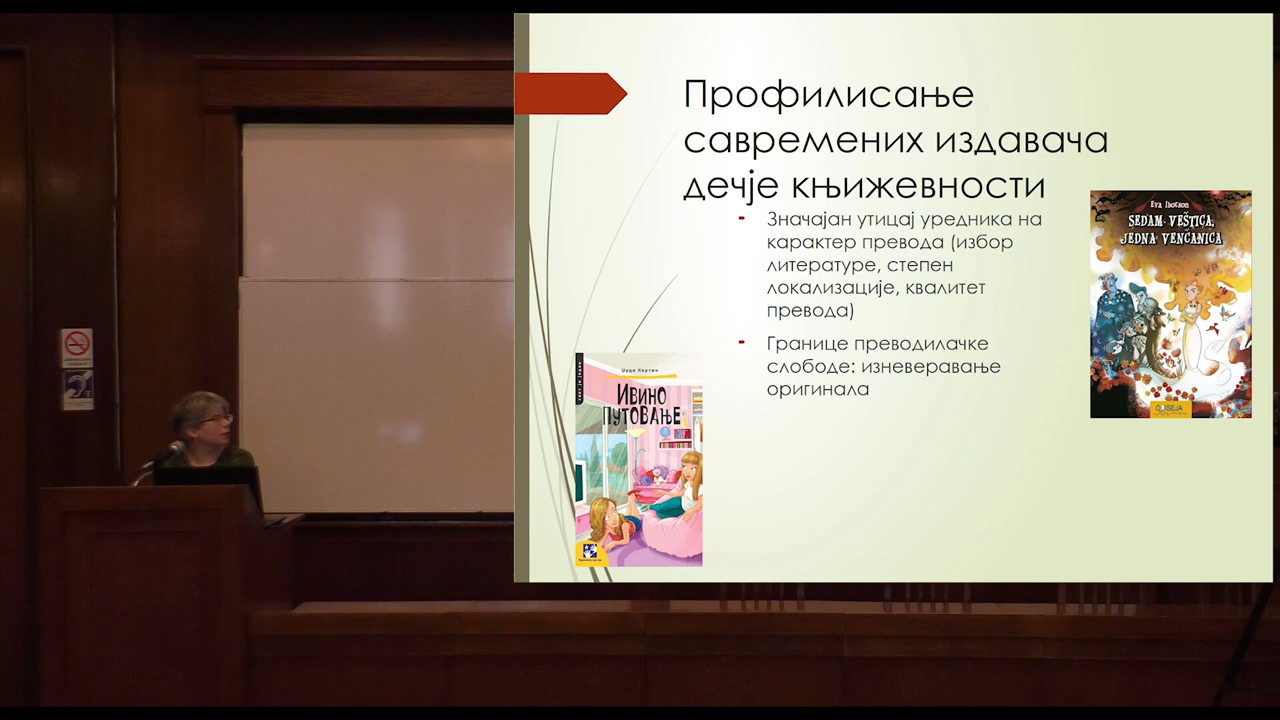 Профилисање
савремених издавача
дечје књижевности
- Значајан утицај уредника на
карактер превода (избор
литературе, степен
локализације, квалитет
превода)
- Границе преводилачке
слободе: изневеравање
оригинала
Eva Ibotson
SEDAM VEŠTICA,
JEDNA VENČANICA
ODISEJA
ИВИНО
ПУТОВАЊЕ